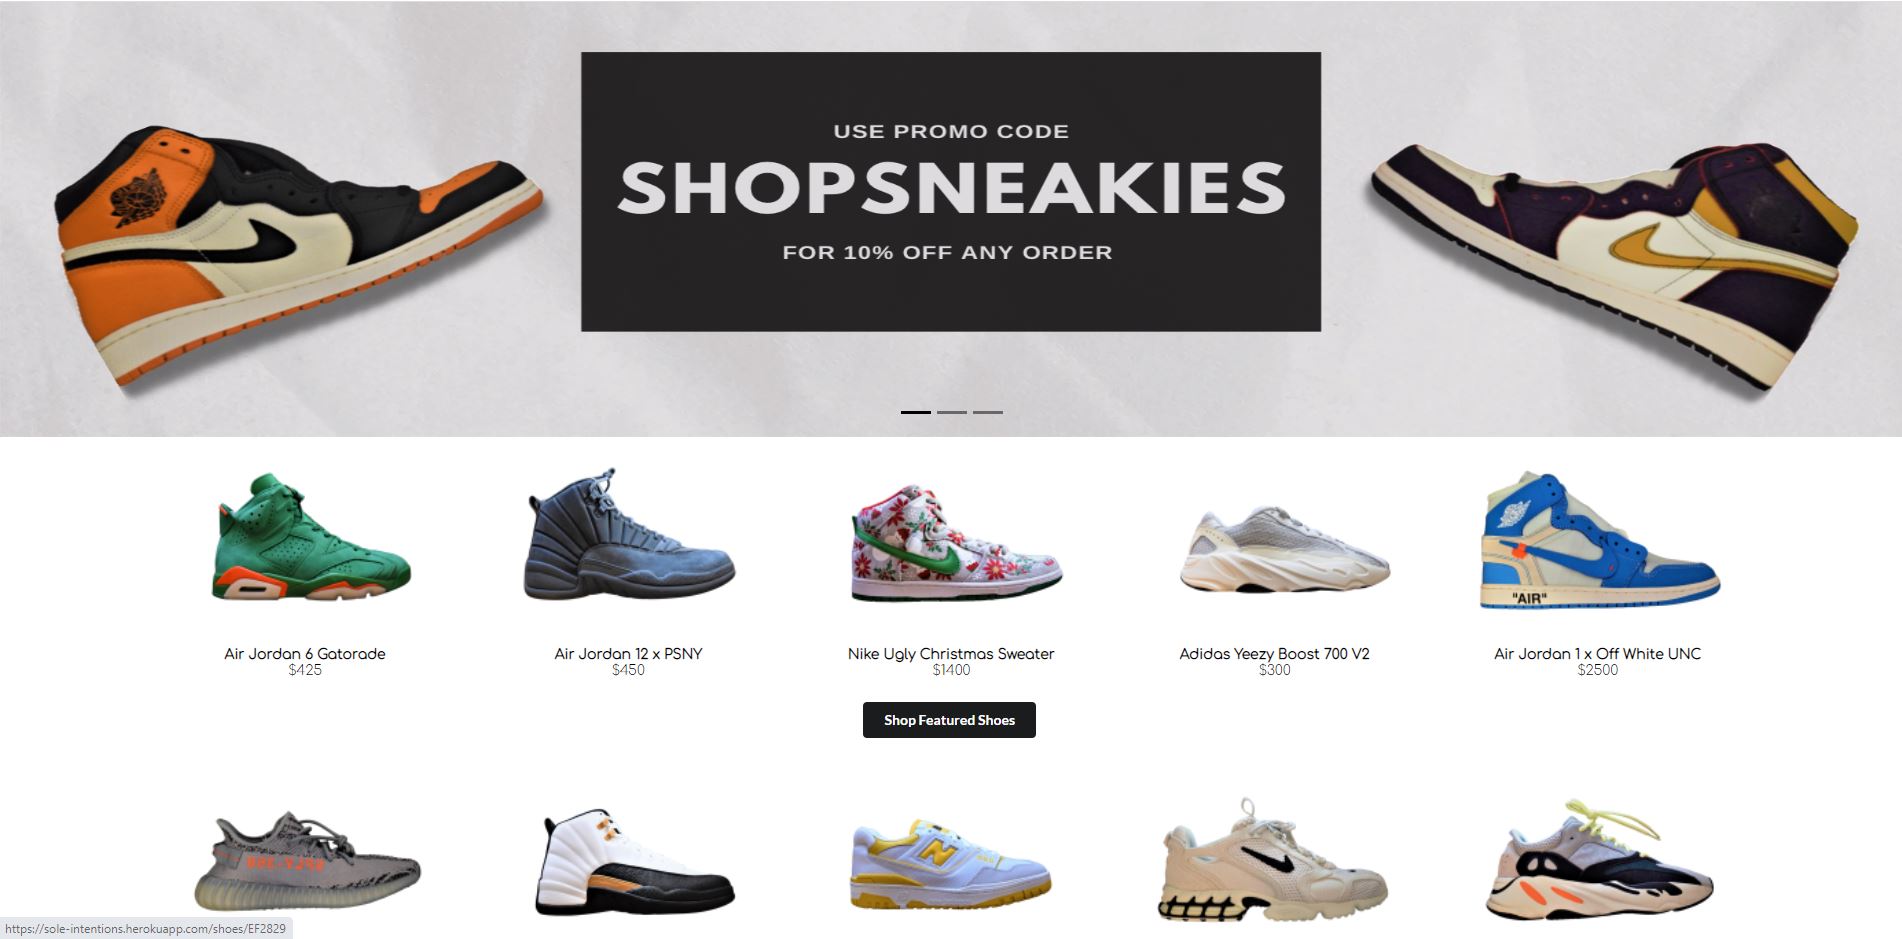 USE PROMO CODE
SHOPSNEAKIES
FOR 10% OFF ANY ORDER
"AIR"
Air Jordan 6 Gatorade
$425
Air Jordan 12 x PSNY
$450
Nike Ugly Christmas Sweater
$1400
Adidas Yeezy Boost 700 V2
$300
Air Jordan 1 x Off White UNC
$2500
Shop Featured Shoes
N
https://sole-intentions.herokuapp.com/shoes/EF2829